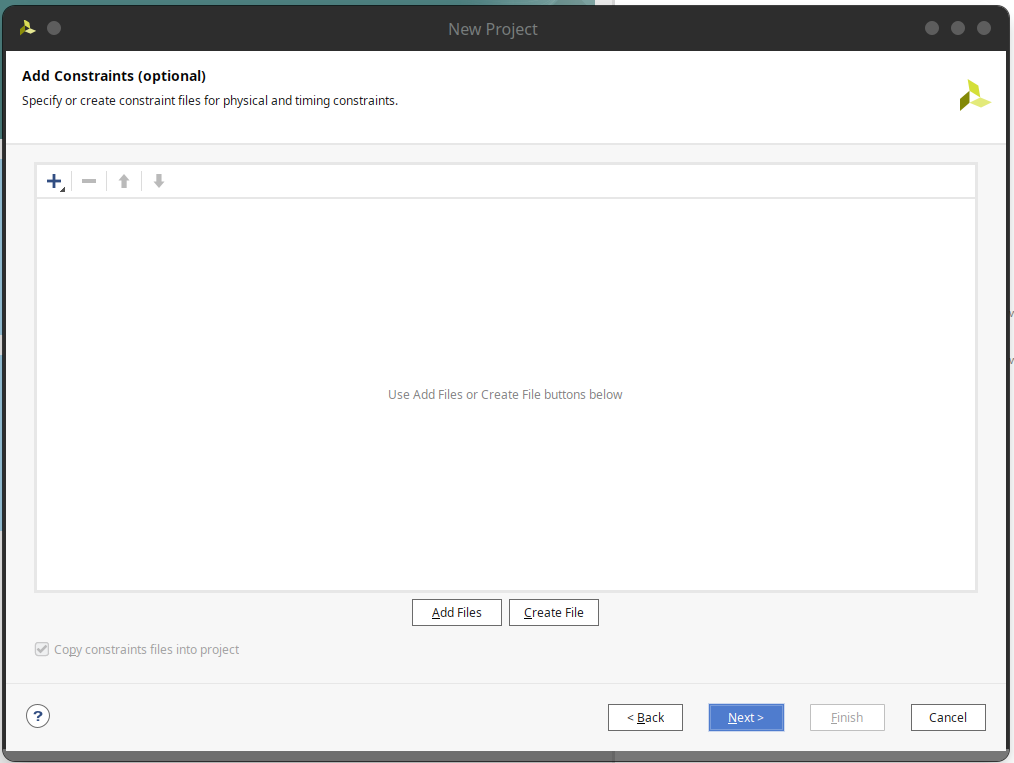 New Project
Add Constraints (optional)
Specify or create constraint files for physical and timing constraints.
Use Add Files or Create File buttons below
Add Files
Create File
Copy constraints files into project
?
< Back
Next >
Finish
Cancel